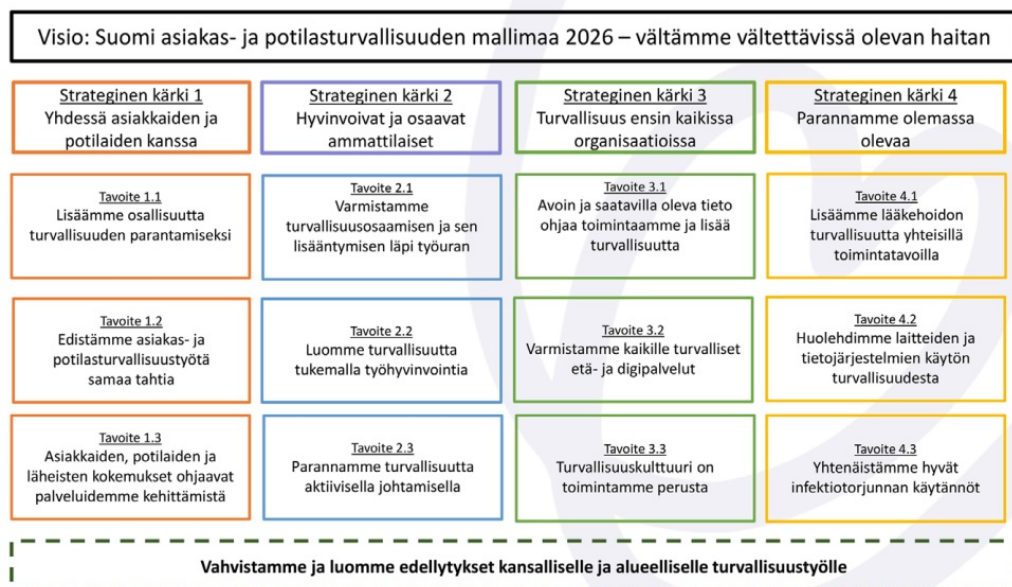 Visio: Suomi asiakas- ja potilasturvallisuuden mallimaa 2026 – vältämme vältettävissä olevan haitan
Strateginen kärki 1
Yhdessä asiakkaiden ja
potilaiden kanssa
Tavoite 1.1
Lisäämme osallisuutta
turvallisuuden parantamiseksi
Tavoite 1.2
Edistämme asiakas- ja
potilasturvallisuustyötä
samaa tahtia
Tavoite 1.3
Asiakkaiden, potilaiden ja
läheisten kokemukset ohjaavat
palveluidemme kehittämistä
Strateginen kärki 2
Hyvinvoivat ja osaavat
ammattilaiset
Tavoite 2.1
Varmistamme
turvallisuusosaamisen ja sen
lisääntymisen läpi työuran
Tavoite 2.2
Luomme turvallisuutta
tukemalla työhyvinvointia
Tavoite 2.3
Parannamme turvallisuutta
aktiivisella johtamisella
Strateginen kärki 3
Turvallisuus ensin kaikissa
organisaatioissa
Tavoite 3.1
Avoin ja saatavilla oleva tieto
ohjaa toimintaamme ja lisää
turvallisuutta
Tavoite 3.2
Varmistamme kaikille turvalliset
etä- ja digipalvelut
Tavoite 3.3
Turvallisuuskulttuuri on
toimintamme perusta
Strateginen kärki 4
Parannamme olemassa
olevaa
Tavoite 4.1
Lisäämme lääkehoidon
turvallisuutta yhteisillä
toimintatavoilla
Tavoite 4.2
Huolehdimme laitteiden ja
tietojärjestelmien käytön
turvallisuudesta
Tavoite 4.3
Yhtenäistämme hyvät
infektiotorjunnan käytännöt
Vahvistamme ja luomme edellytykset kansalliselle ja alueelliselle turvallisuustyölle